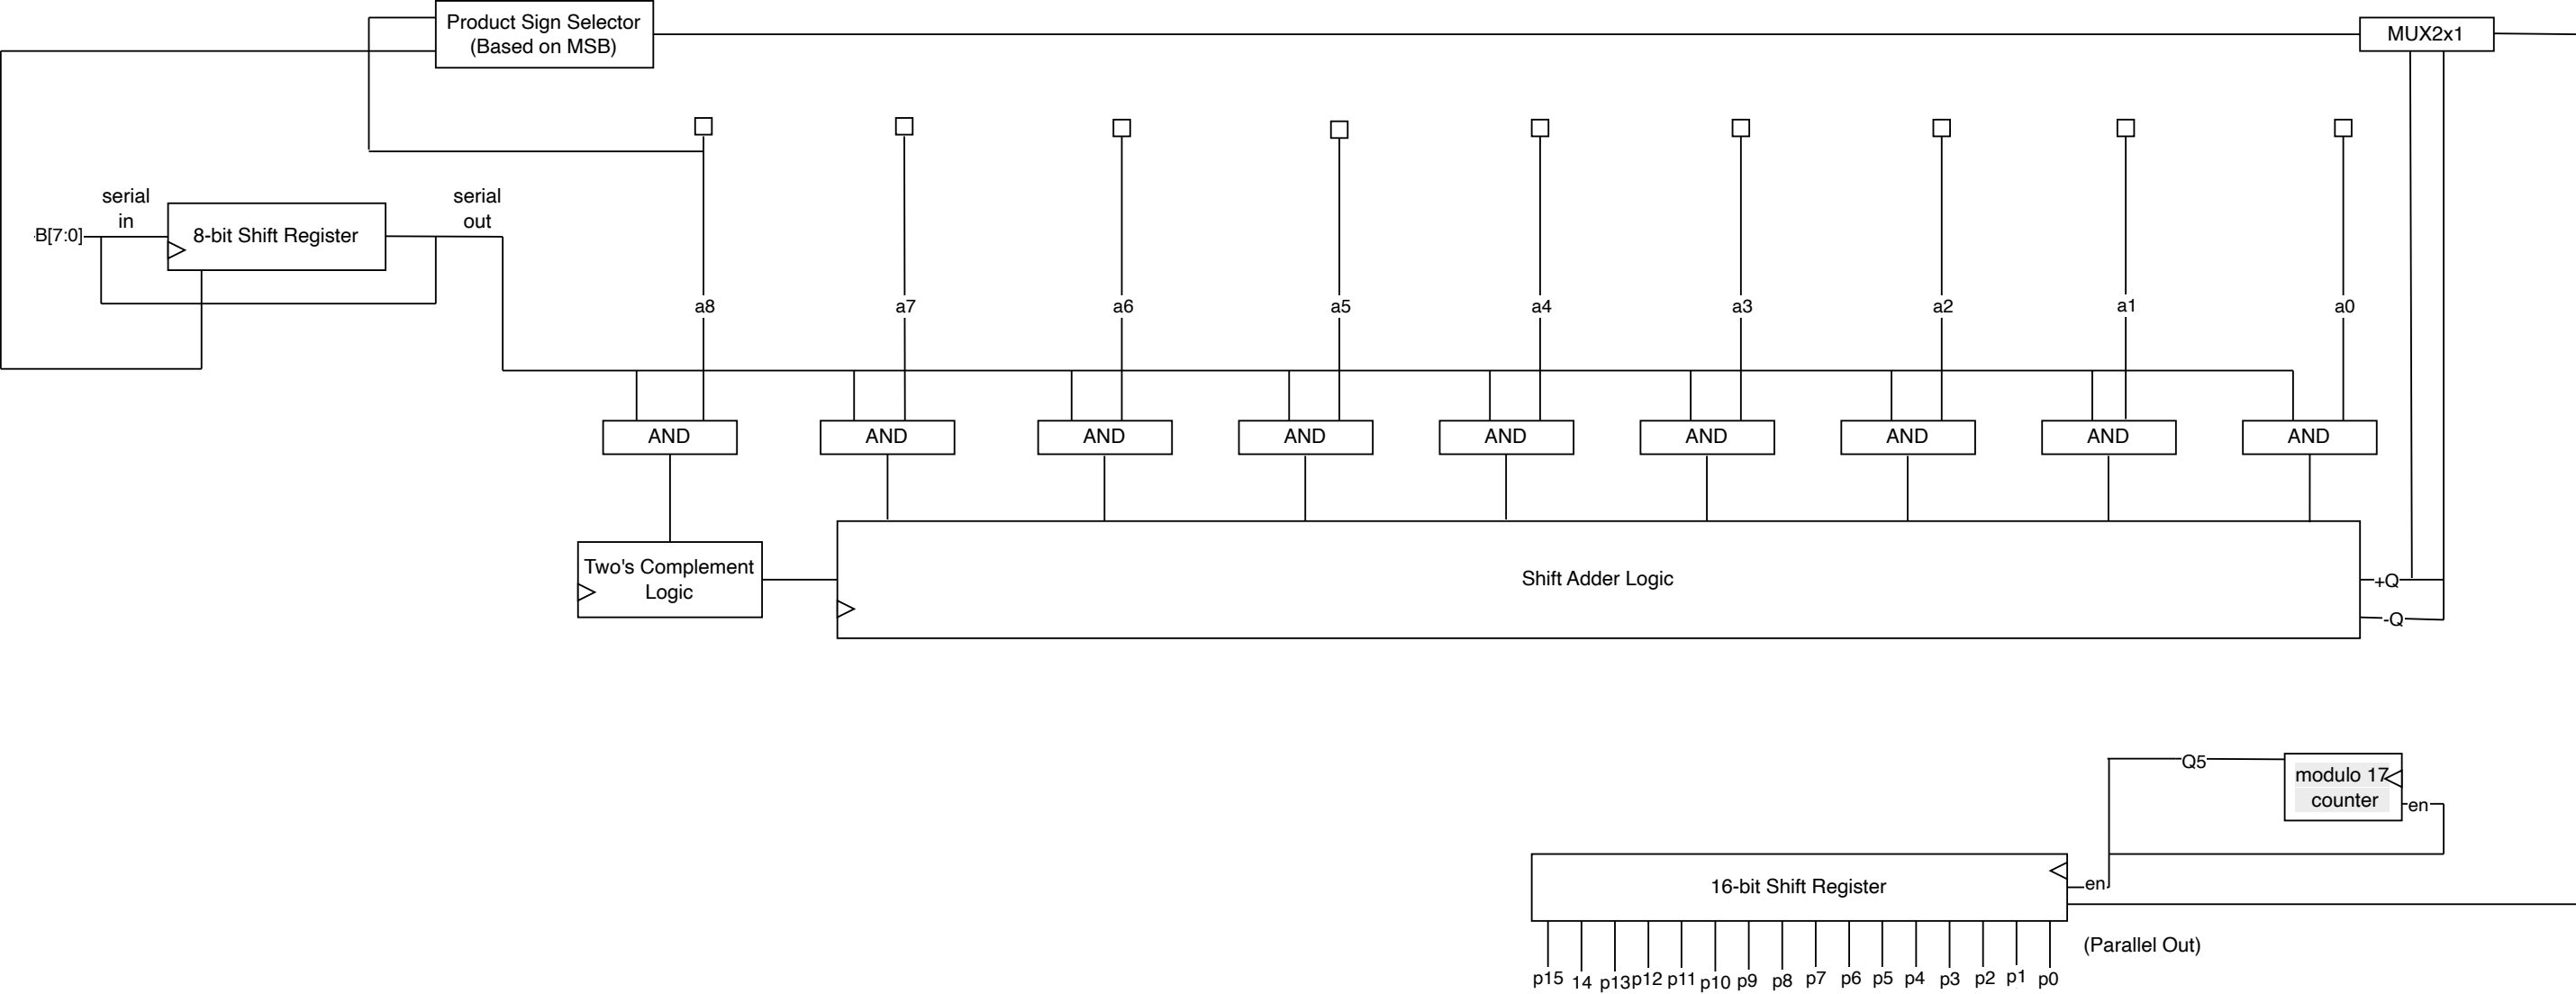 Product Sign Selector
(Based on MSB)
MUX2x1
serial
in
serial
out
B[7:0]
8-bit Shift Register
a8
a7
a6
a5
a4
a3
a2
a1
a0
AND
AND
AND
AND
AND
AND
AND
AND
AND
Two's Complement
Logic
Shift Adder Logic
+Q
-Q
Q5
modulo 17
counter
en
16-bit Shift Register
en
(Parallel Out)
p15
14
p13
p12
p11
p10
p9
p8
p7
p6
p5
p4
p3
p2
p1
p0